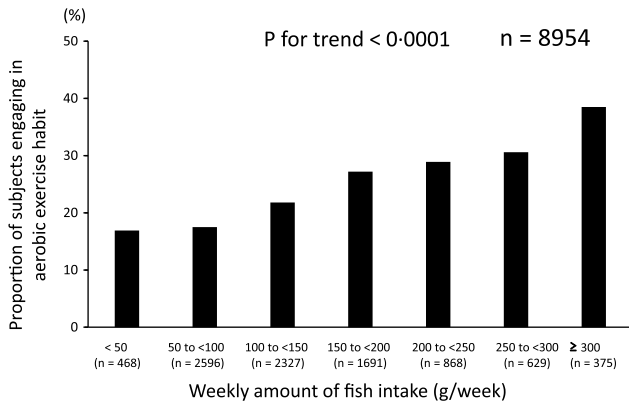 (%)
P for trend < 0·0001 n = 8954
Proportion of subjects engaging in
aerobic exercise habit
50
40
30
20
10
0
< 50 50 to <100 100 to <150 150 to <200 200 to <250 250 to <300 ≥ 300
(n = 468) (n = 2596) (n = 2327) (n = 1691) (n = 868) (n = 629) (n = 375)
Weekly amount of fish intake (g/week)